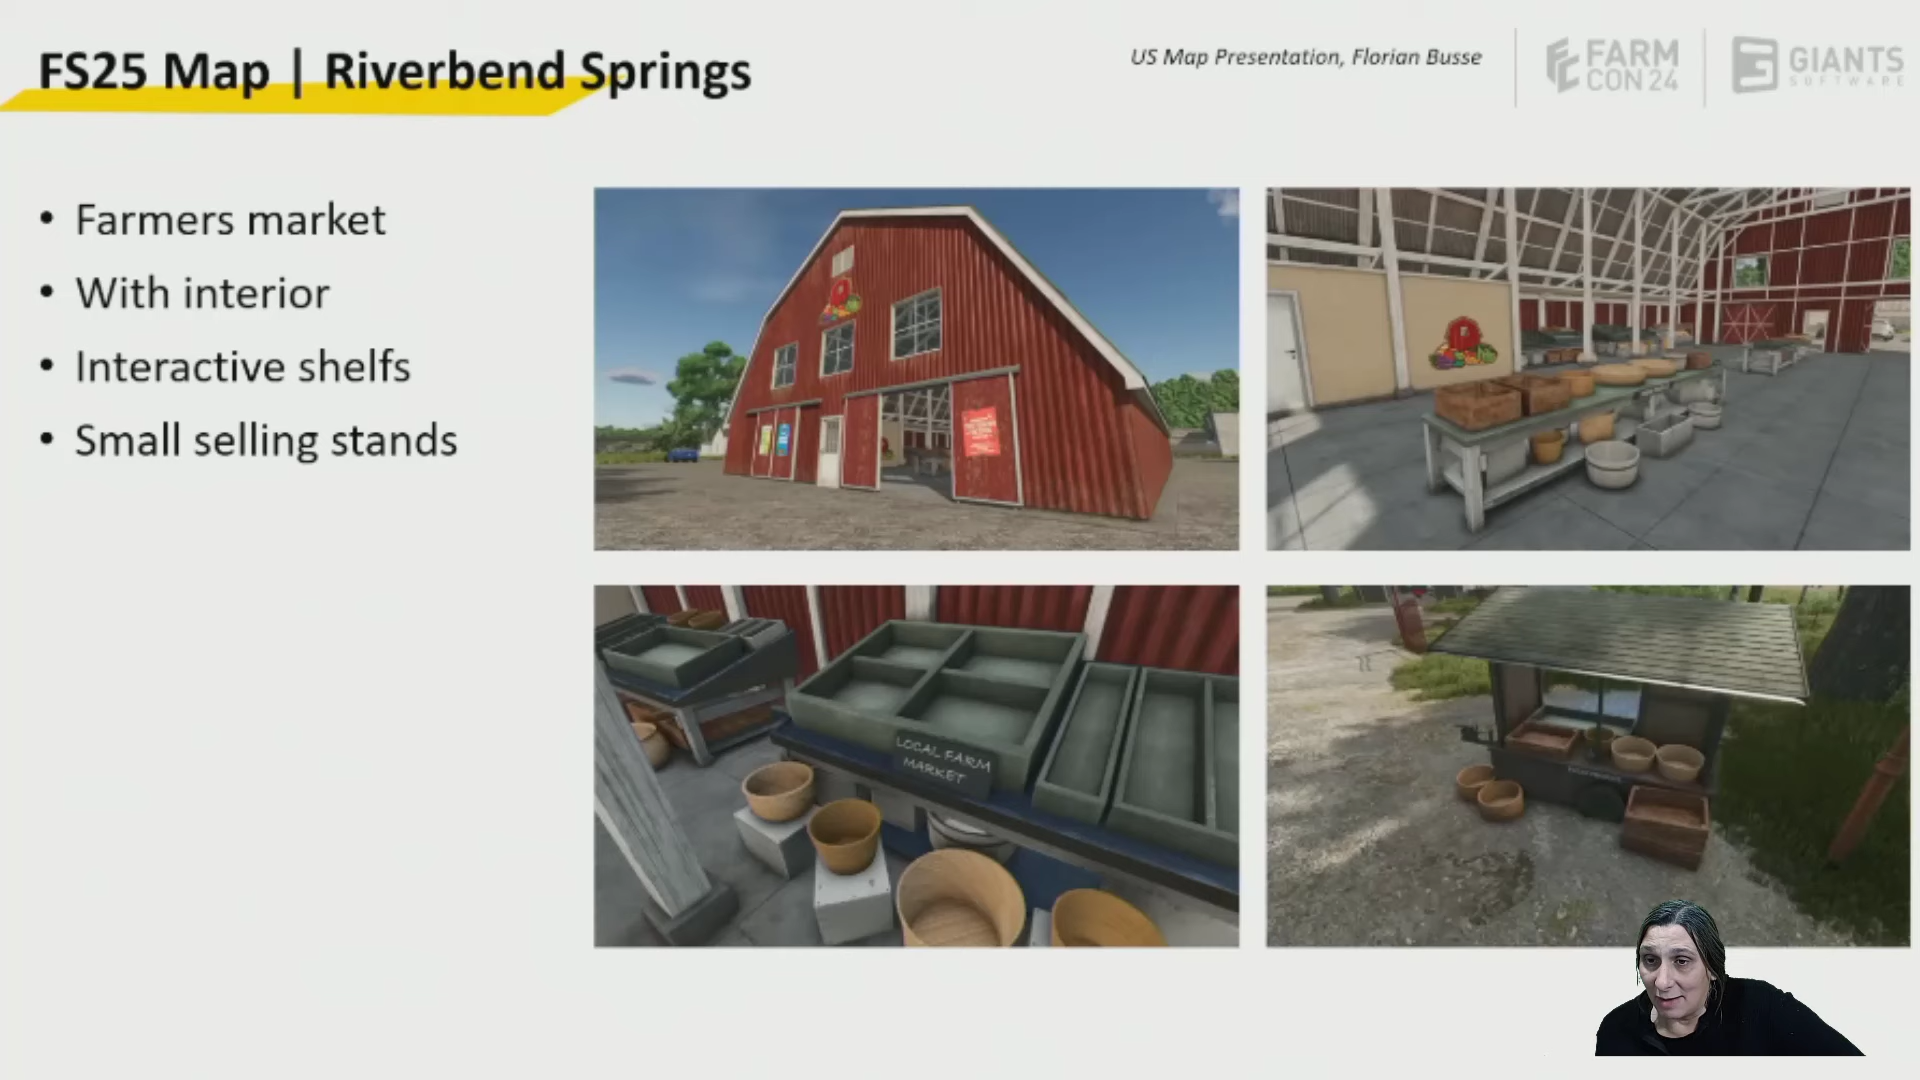 FS25 Map | Riverbend Springs
US Map Presentation, Florian Busse
FARM
CON 24
GIANTS
SOFTWARE
• Farmers market
• With interior
• Interactive shelfs
• Small selling stands
LOCAL FARM
MARKET